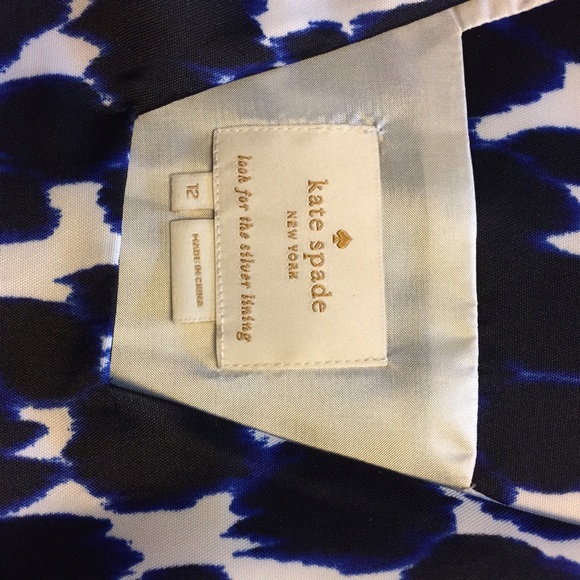 kate spade
NEW YORK
look for the silver lining
12
MADE IN CHINA